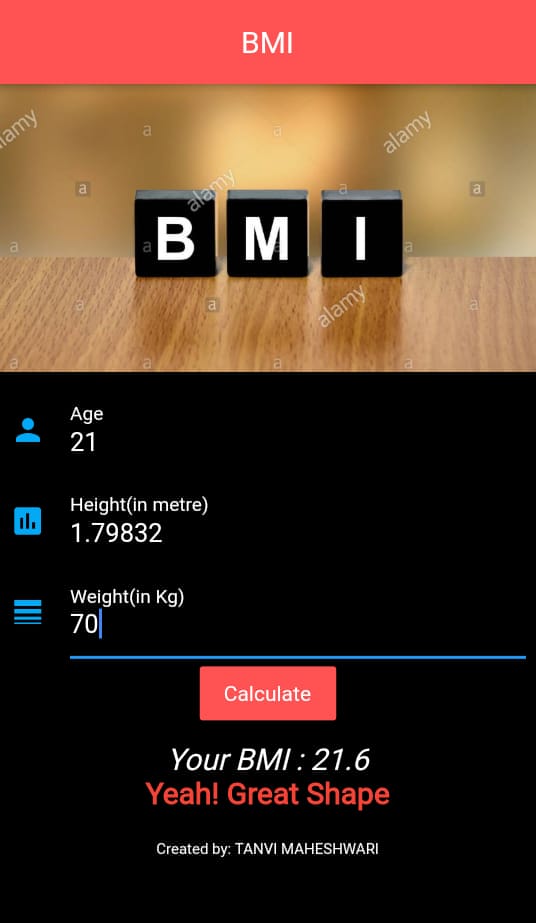 BMI
alamy
alamy
a
a
alamy
a
a
a
B M I
a
a
a
a
a
a
alamy
a
a
a
a
Age
21
Height(in metre)
1.79832
Weight(in Kg)
70
Calculate
Your BMI : 21.6
Yeah! Great Shape
Created by: TANVI MAHESHWARI